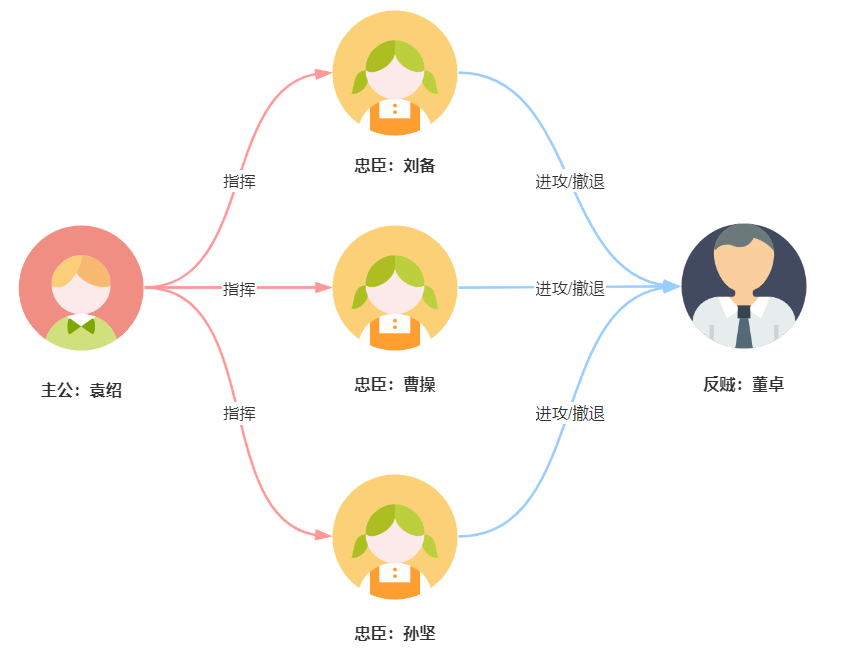 指挥
忠臣：刘备
进攻/撤退
主公：袁绍
指挥
忠臣：曹操
进攻/撤退
反贼：董卓
指挥
进攻/撤退
忠臣：孙坚